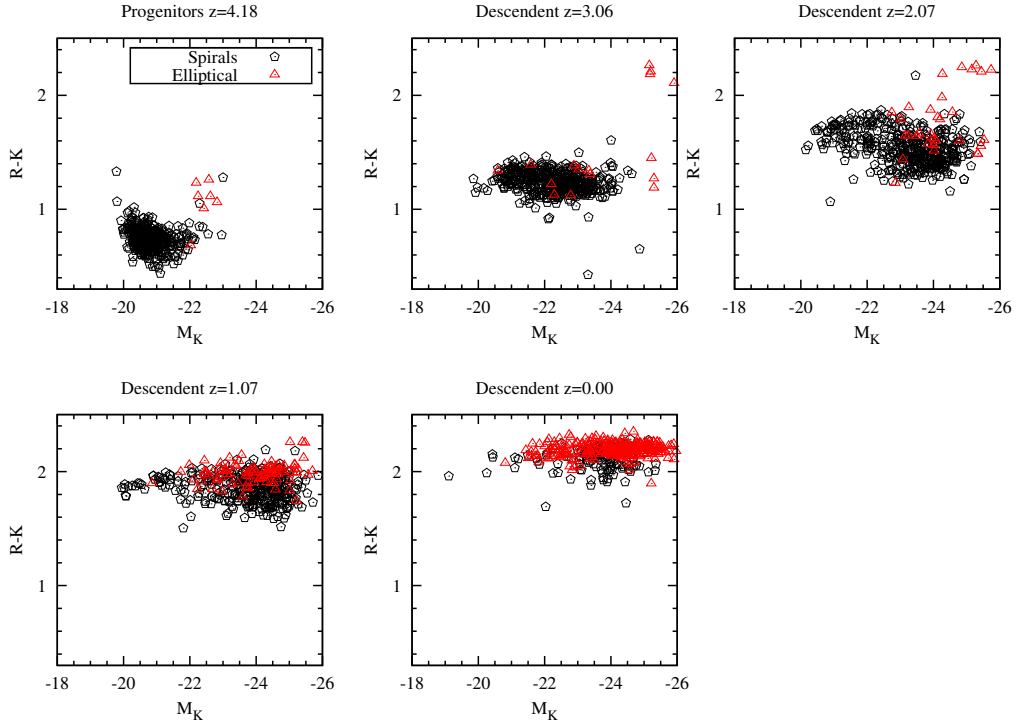 Progenitors z=4.18
Spirals
Elliptical
R-K
2
1
-18 -20 -22 -24 -26
M_K
Descendent z=3.06
R-K
2
1
-18 -20 -22 -24 -26
M_K
Descendent z=2.07
R-K
2
1
-18 -20 -22 -24 -26
M_K
Descendent z=1.07
R-K
2
1
-18 -20 -22 -24 -26
M_K
Descendent z=0.00
R-K
2
1
-18 -20 -22 -24 -26
M_K